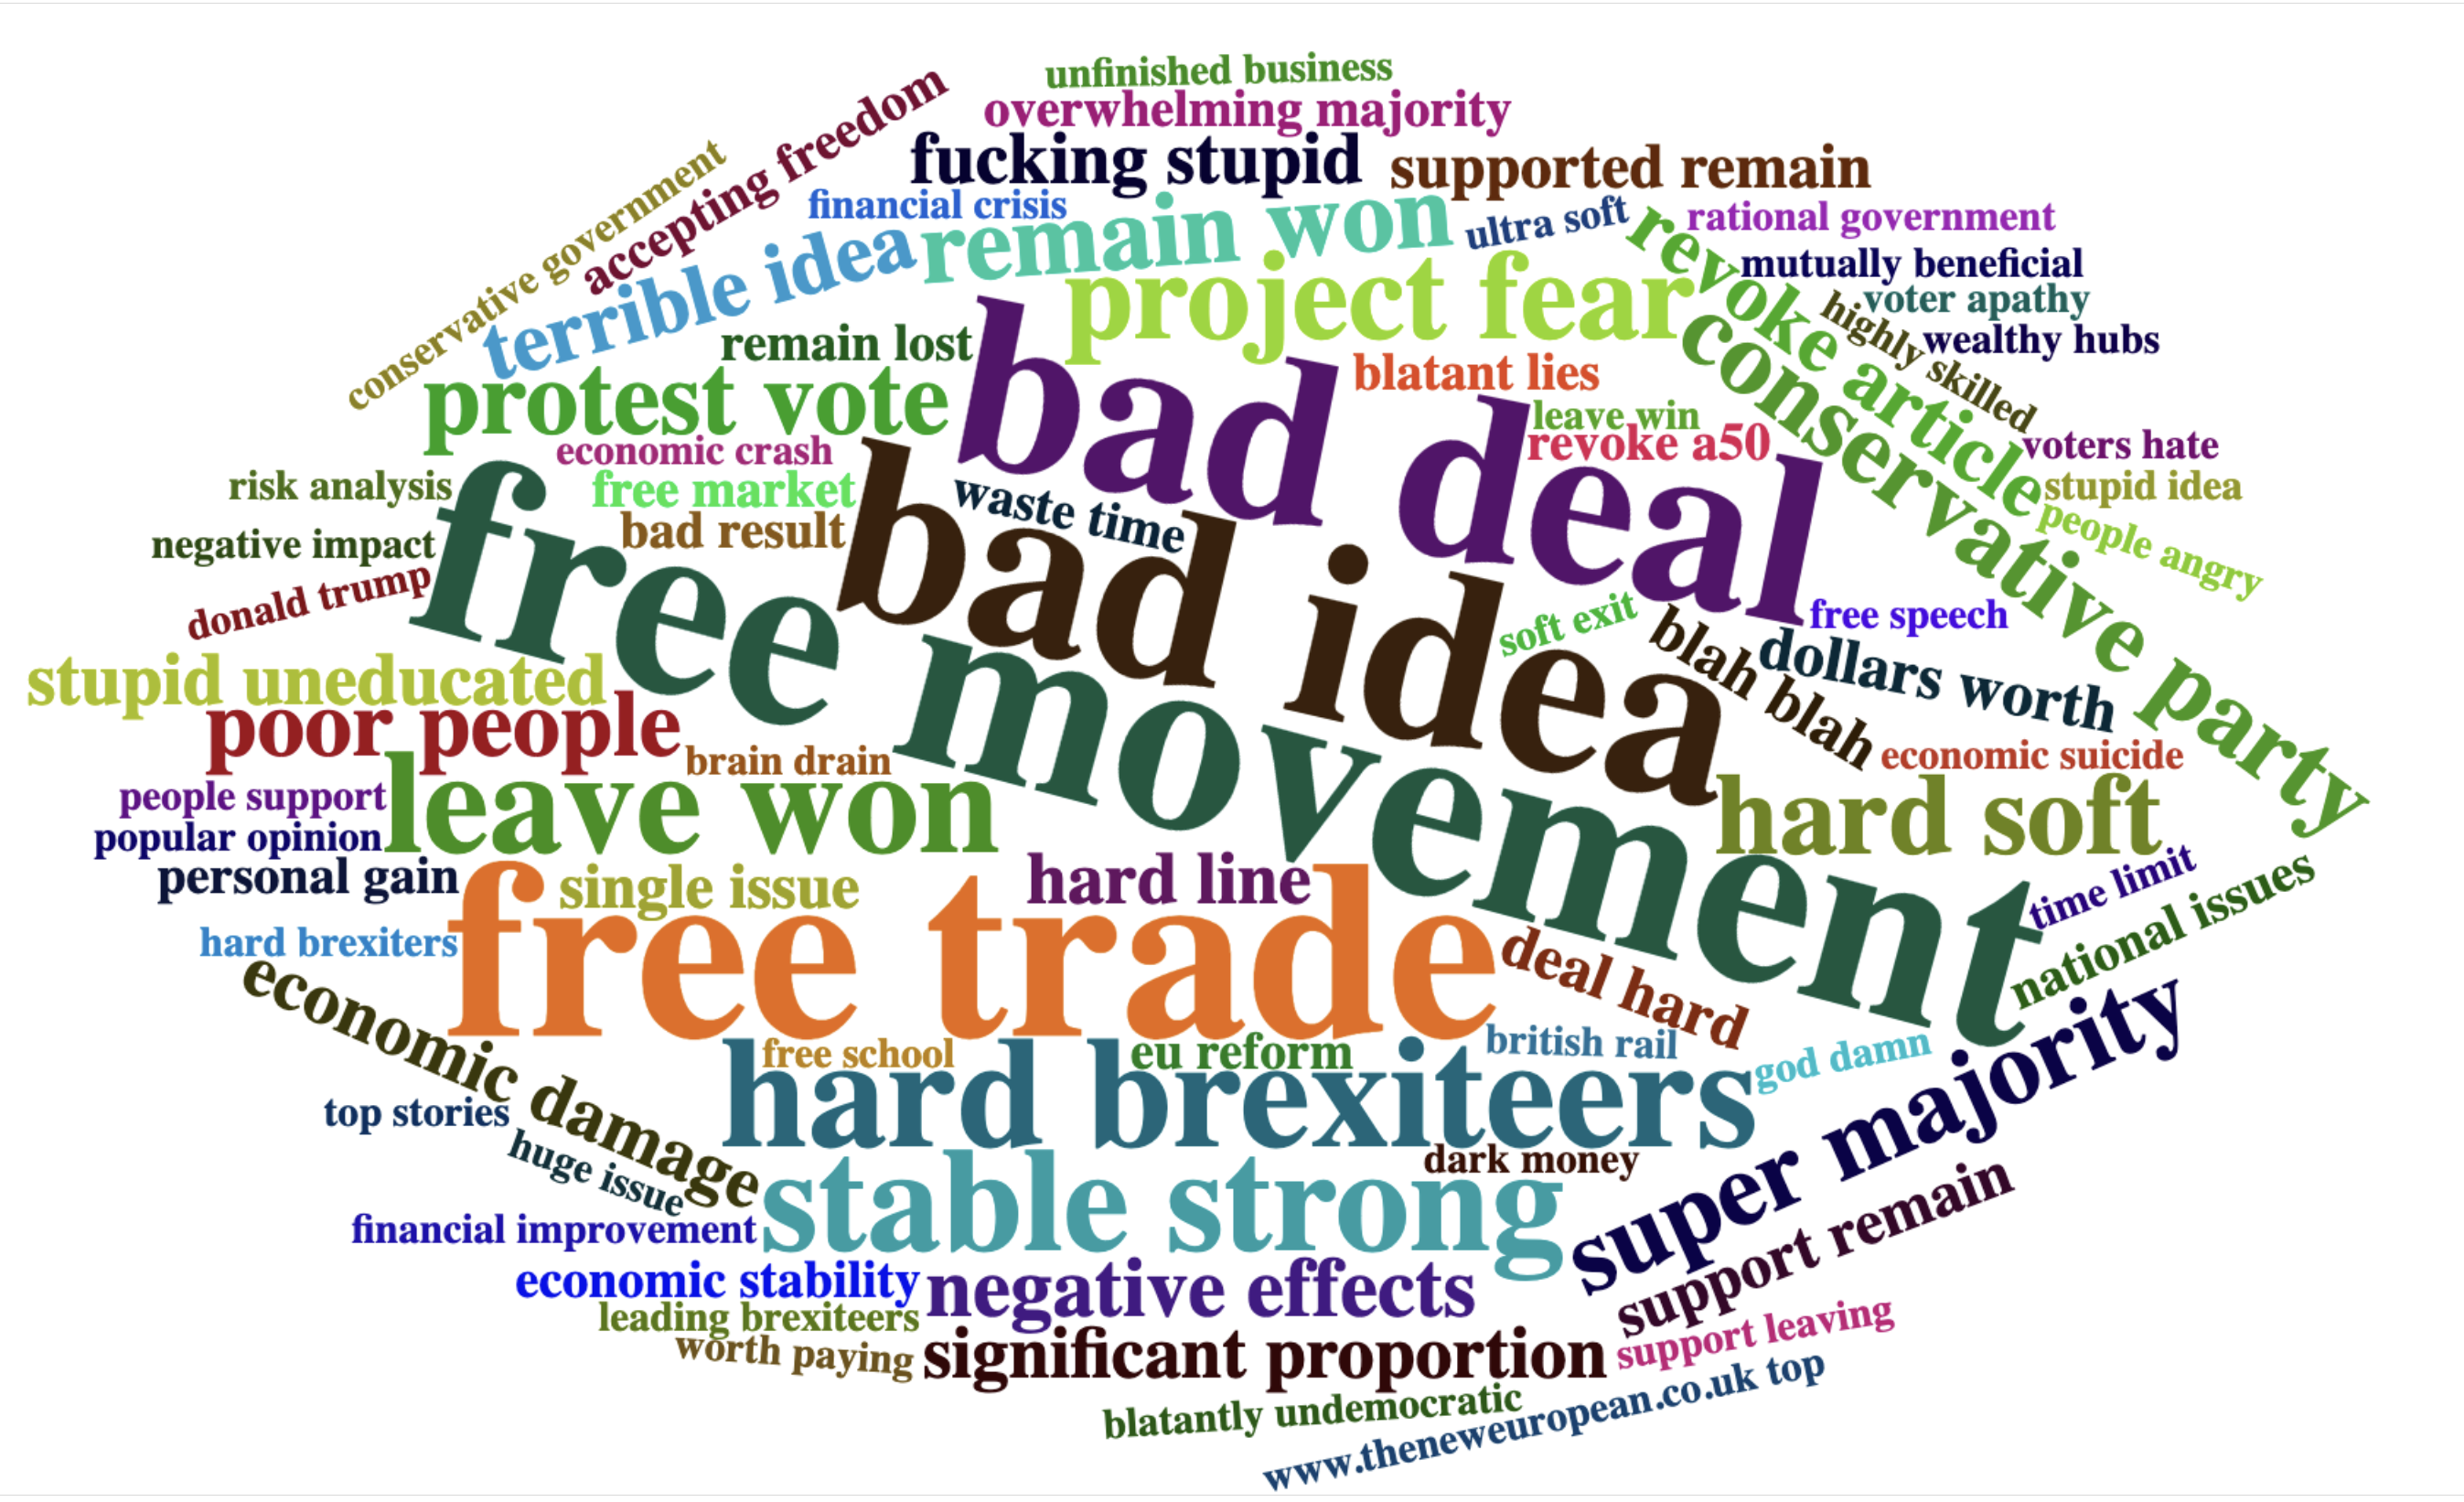 unfinished business
overwhelming majority
accepting freedom
conservative government
fucking stupid
supported remain
financial crisis
remain won
ultra soft
rational government
terrible idea
revoke article
mutually beneficial
project fear
voter apathy
highly skilled
wealthy hubs
remain lost
conservative party
protest vote
bad deal
blatant lies
leave win
revoke a50
voters hate
economic crash
risk analysis
free market
waste time
stupid idea
people angry
bad result
negative impact
free movement
bad idea
donald trump
soft exit
free speech
blah blah
dollars worth
stupid uneducated
poor people
brain drain
economic suicide
people support
leave won
hard soft
popular opinion
personal gain
single issue
hard line
time limit
national issues
hard brexiters
free trade
deal hard
economic damage
free school
eu reform
british rail
god damn
super majority
top stories
hard brexiteers
huge issue
dark money
stable strong
support remain
financial improvement
economic stability
negative effects
leading brexiteers
support leaving
worth paying
significant proportion
blatantly undemocratic
www.theneweuropean.co.uk top